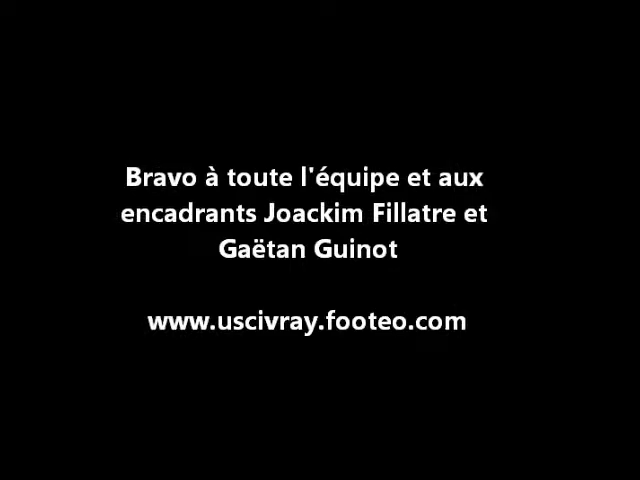 Bravo à toute l'équipe et aux
encadrants Joackim Fillatre et
Gaëtan Guinot
www.uscivray.footeo.com